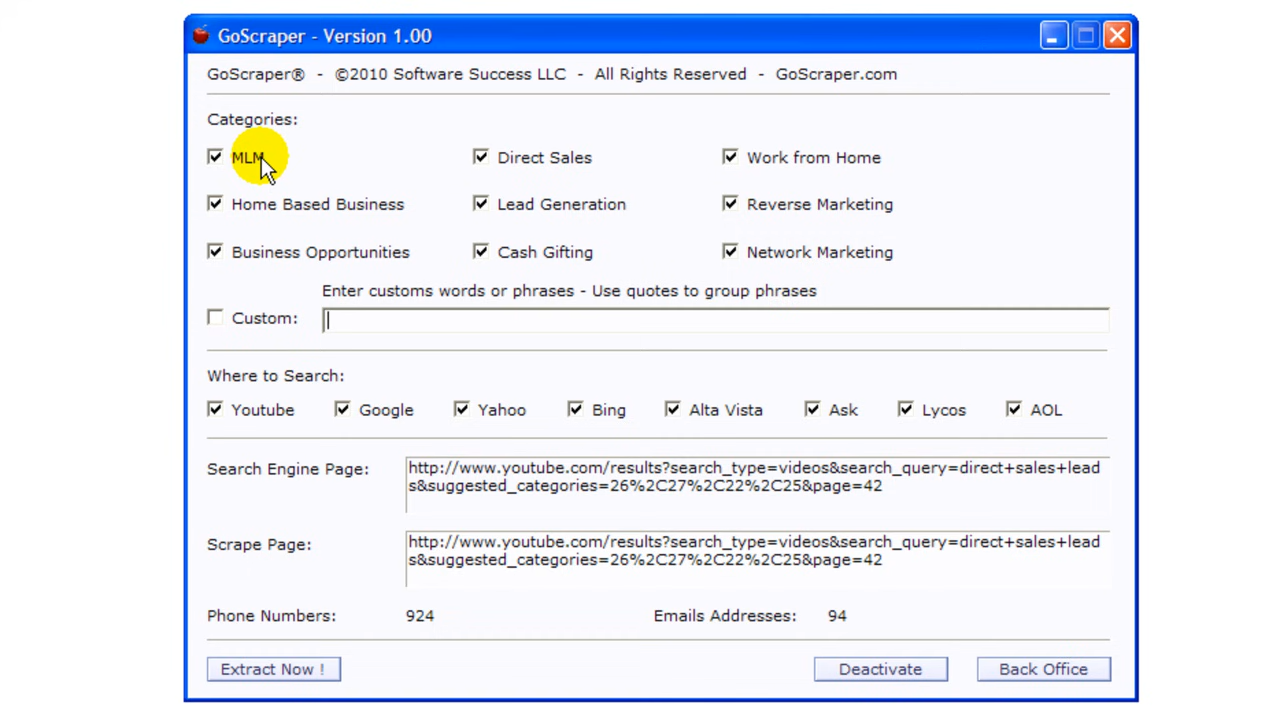 GoScraper - Version 1.00
GoScraper® - ©2010 Software Success LLC - All Rights Reserved - GoScraper.com
Categories:
MLM Direct Sales Work from Home
Home Based Business Lead Generation Reverse Marketing
Business Opportunities Cash Gifting Network Marketing
Enter customs words or phrases - Use quotes to group phrases
Custom:
Where to Search:
Youtube Google Yahoo Bing Alta Vista Ask Lycos AOL
Search Engine Page: http://www.youtube.com/results?search_type=videos&search_query=direct+sales+lead
s&suggested_categories=26%2C27%2C22%2C25&page=42
Scrape Page: http://www.youtube.com/results?search_type=videos&search_query=direct+sales+lead
s&suggested_categories=26%2C27%2C22%2C25&page=42
Phone Numbers: 924 Emails Addresses: 94
Extract Now ! Deactivate Back Office